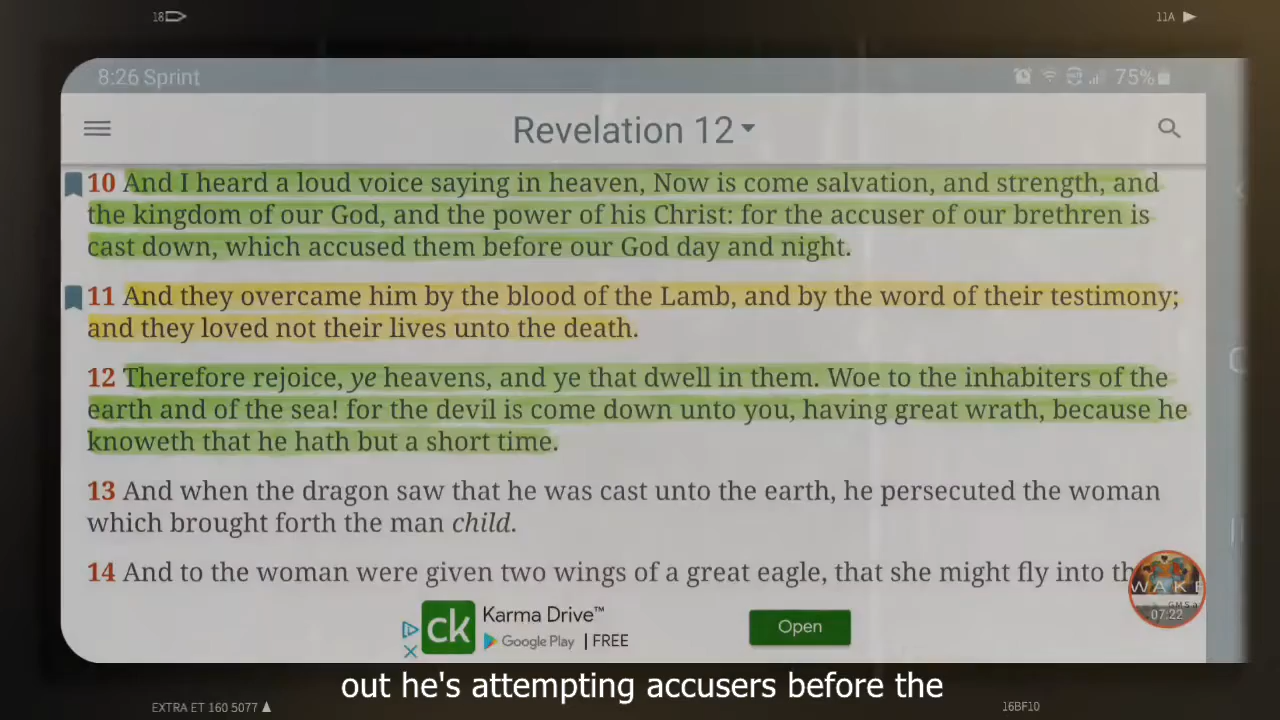 18
11A
8:26 Sprint
75%
Revelation 12
10 And I heard a loud voice saying in heaven, Now is come salvation, and strength, and
the kingdom of our God, and the power of his Christ: for the accuser of our brethren is
cast down, which accused them before our God day and night.
11 And they overcame him by the blood of the Lamb, and by the word of their testimony;
and they loved not their lives unto the death.
12 Therefore rejoice, ye heavens, and ye that dwell in them. Woe to the inhabiters of the
earth and of the sea! for the devil is come down unto you, having great wrath, because he
knoweth that he hath but a short time.
13 And when the dragon saw that he was cast unto the earth, he persecuted the woman
which brought forth the man child.
14 And to the woman were given two wings of a great eagle, that she might fly into
WAKE
07:22
ck
Karma Drive™
Google Play | FREE
Open
out he's attempting accusers before the
EXTRA ET 160 5077
16BF10